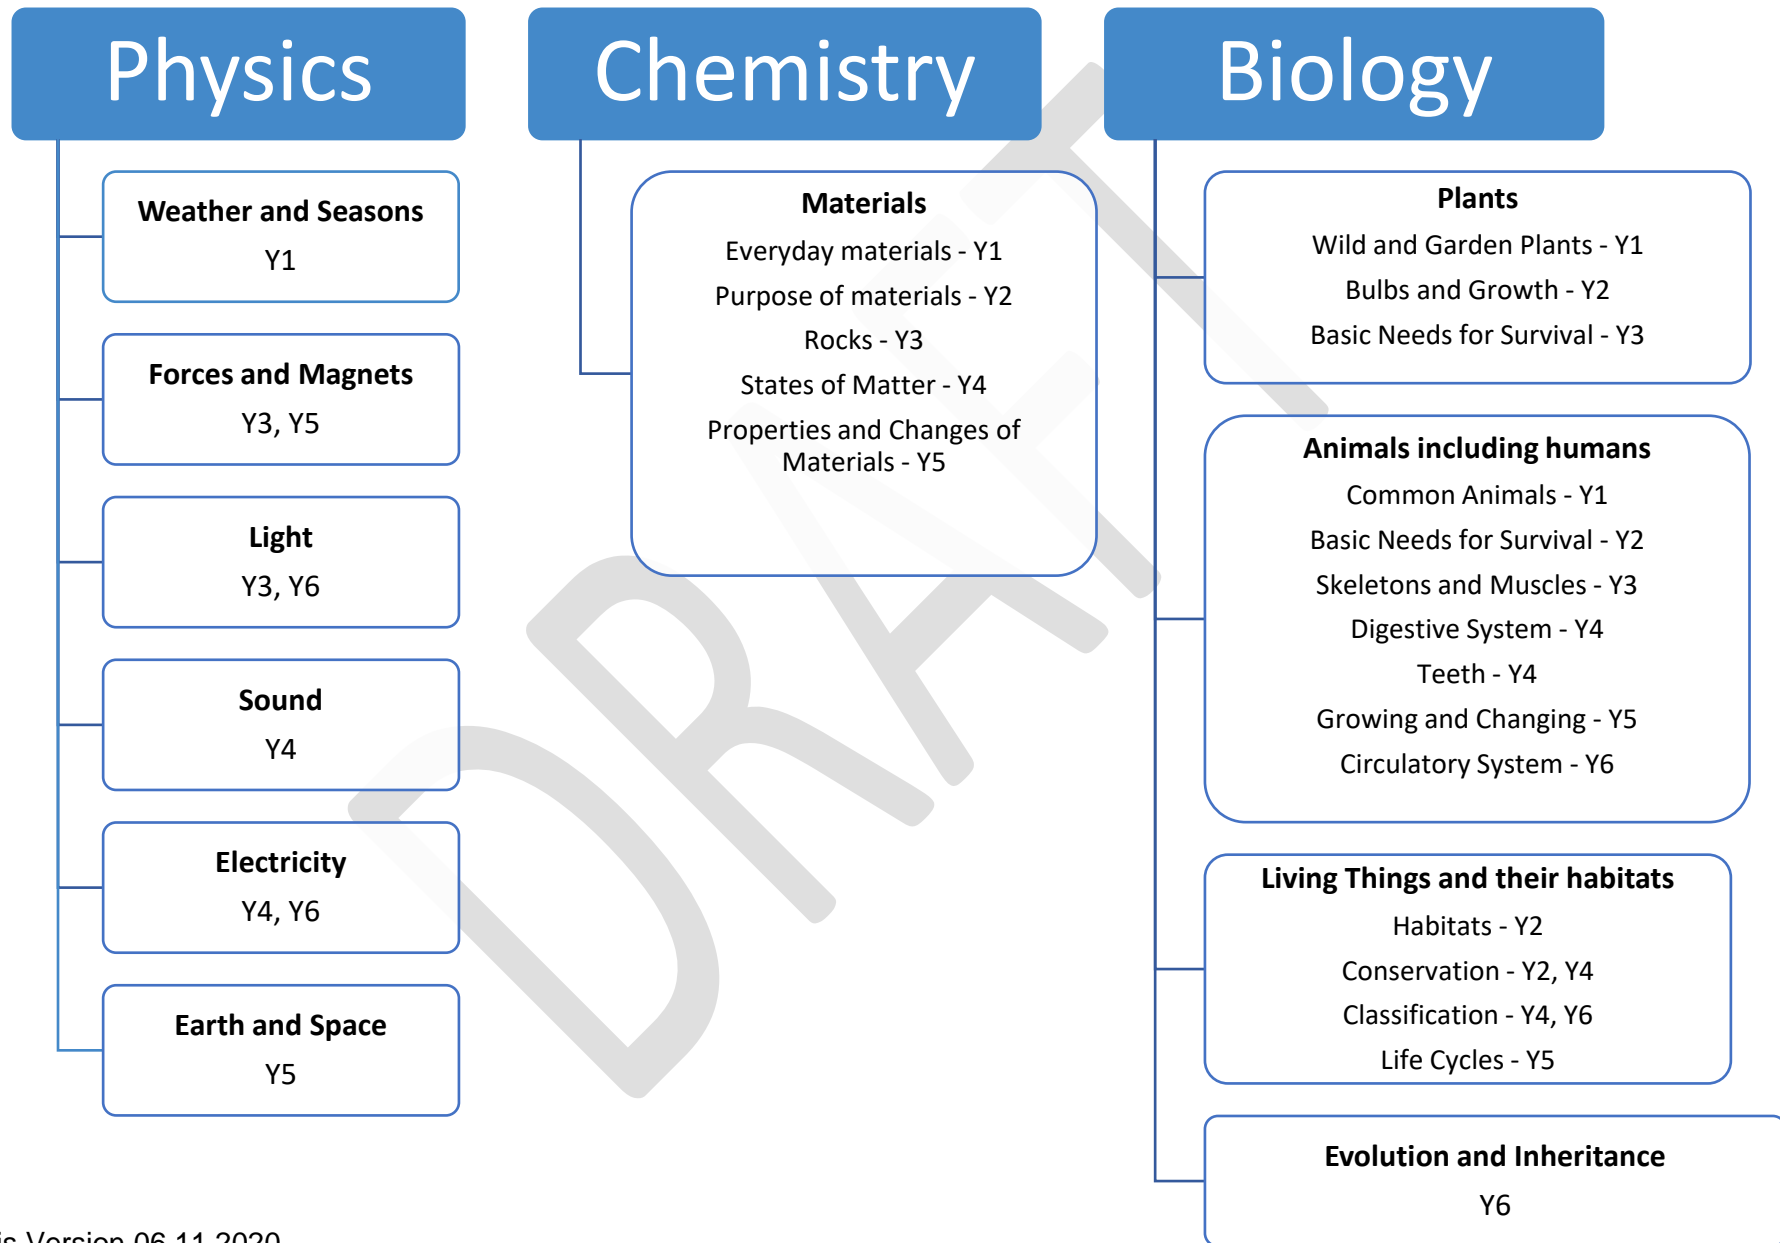 Physics
Weather and Seasons
Y1
Forces and Magnets
Y3, Y5
Light
Y3, Y6
Sound
Y4
Electricity
Y4, Y6
Earth and Space
Y5
Chemistry
Materials
Everyday materials - Y1
Purpose of materials - Y2
Rocks - Y3
States of Matter - Y4
Properties and Changes of
Materials - Y5
Biology
Plants
Wild and Garden Plants - Y1
Bulbs and Growth - Y2
Basic Needs for Survival - Y3
Animals including humans
Common Animals - Y1
Basic Needs for Survival - Y2
Skeletons and Muscles - Y3
Digestive System - Y4
Teeth - Y4
Growing and Changing - Y5
Circulatory System - Y6
Living Things and their habitats
Habitats - Y2
Conservation - Y2, Y4
Classification - Y4, Y6
Life Cycles - Y5
Evolution and Inheritance
Y6
DRAFT
is Version 06.11.2020